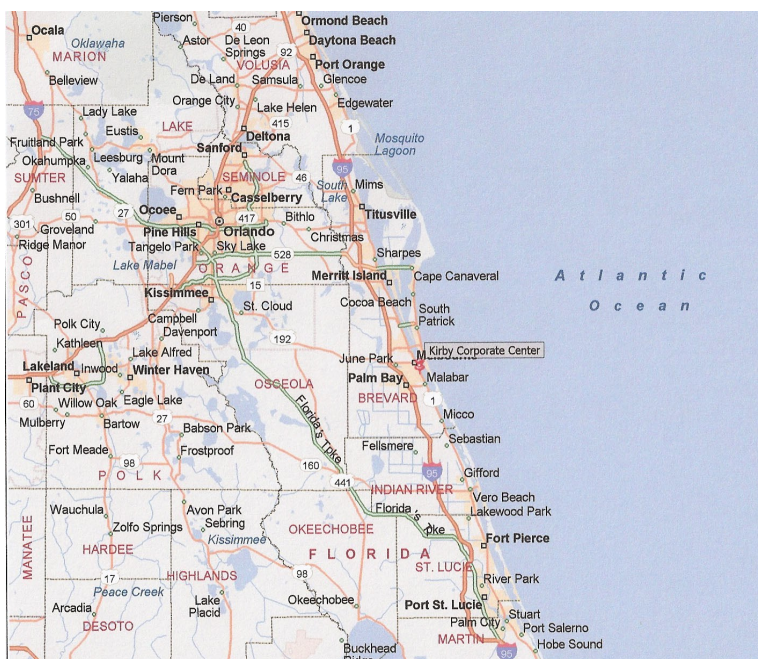 Pierson
Ormond Beach
40
Ocala
Astor
De Leon
Springs
Daytona Beach
Oklawaha
92
MARION
VOLUSIA
Port Orange
Belleview
De Land
Samsula
Glencoe
Orange City
Lake Helen
Edgewater
75
Lady Lake
415
1
LAKE
Eustis
Deltona
Mosquito
Lagoon
Fruitland Park
Sanford
Okahumpka
Leesburg
Mount
Dora
95
SUMTER
Yalaha
SEMINOLE
46
South
Lake
Mims
Bushnell
Fern Park
Casselberry
27
Ocoee
Titusville
50
417
Bithlo
301
Groveland
Pine Hills
Orlando
Christmas
Ridge Manor
Tangelo Park
Sky Lake
528
Sharpes
Lake Mabel
ORANGE
Merritt Island
Cape Canaveral
PASCO
15
Kissimmee
Cocoa Beach
St. Cloud
South
Patrick
Campbell
Polk City
Davenport
192
Kathleen
Lake Alfred
June Park
Kirby Corporate Center
Lakeland
Inwood
Winter Haven
Palm Bay
Malabar
Plant City
OSCEOLA
BREVARD
1
60
Willow Oak
Eagle Lake
Florida's Tpke
Micco
Mulberry
Bartow
27
Babson Park
Sebastian
Fort Meade
Frostproof
Fellsmere
98
160
95
POLK
Gifford
441
INDIAN RIVER
Vero Beach
Wauchula
Avon Park
Florida's Tpke
Lakewood Park
Zolfo Springs
Sebring
OKEECHOBEE
MANATEE
Kissimmee
Fort Pierce
HARDEE
FLORIDA
ST. LUCIE
17
HIGHLANDS
98
River Park
Peace Creek
Lake
Placid
Okeechobee
Port St. Lucie
Arcadia
Stuart
DESOTO
Palm City
Port Salerno
MARTIN
Buckhead
95
Hobe Sound
Atlantic
Ocean